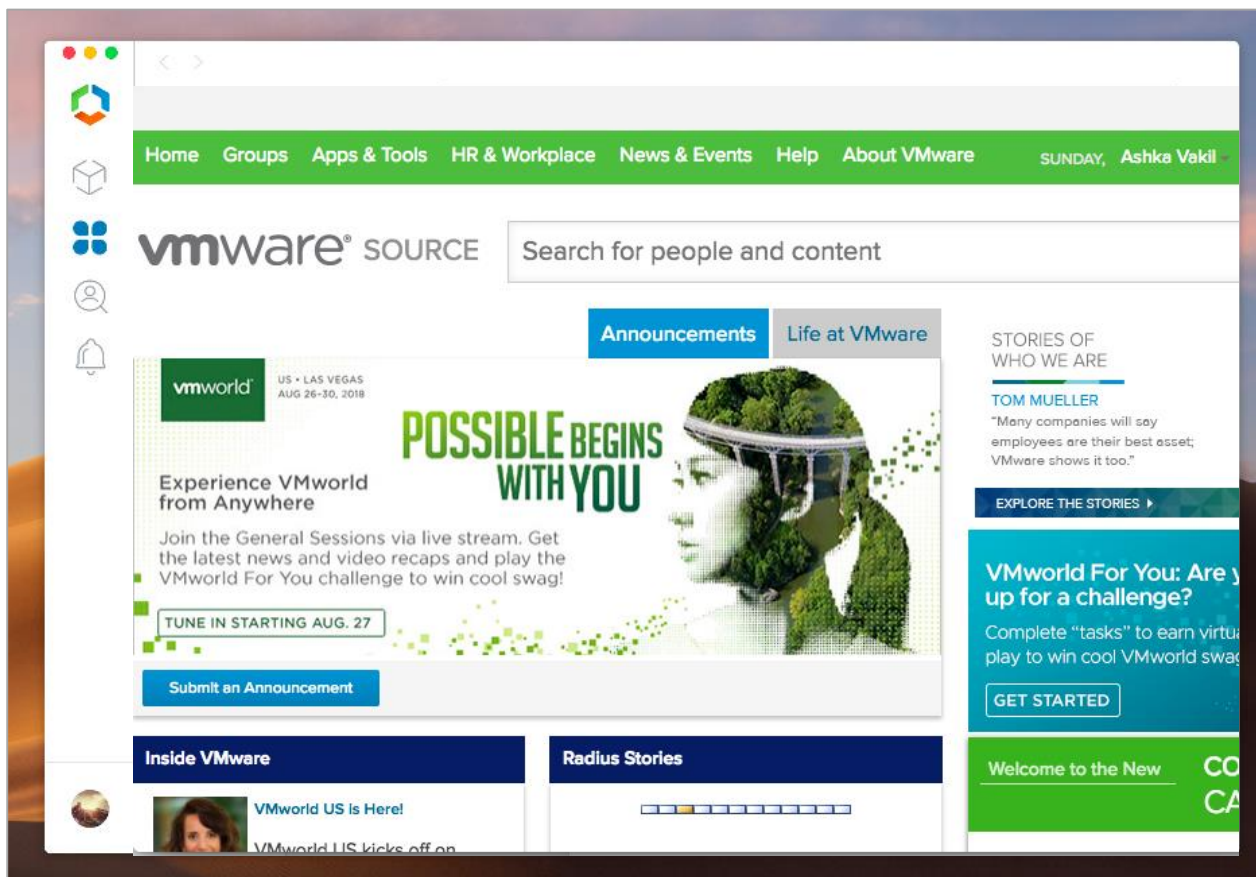 Home Groups Apps & Tools HR & Workplace News & Events Help About VMware SUNDAY, Ashka Vakil
vmware® SOURCE
Search for people and content
Announcements Life at VMware
vmworld®
US • LAS VEGAS
AUG 26-30, 2018
POSSIBLE BEGINS
WITH YOU
Experience VMworld
from Anywhere
Join the General Sessions via live stream. Get
the latest news and video recaps and play the
VMworld For You challenge to win cool swag!
TUNE IN STARTING AUG. 27
Submit an Announcement
STORIES OF
WHO WE ARE
TOM MUELLER
“Many companies will say
employees are their best asset;
VMware shows it too.”
EXPLORE THE STORIES
VMworld For You: Are y
up for a challenge?
Complete “tasks” to earn virtua
play to win cool VMworld swag
GET STARTED
Inside VMware
VMworld US is Here!
VMworld US kicks off on
Radius Stories
Welcome to the New
CO
CA